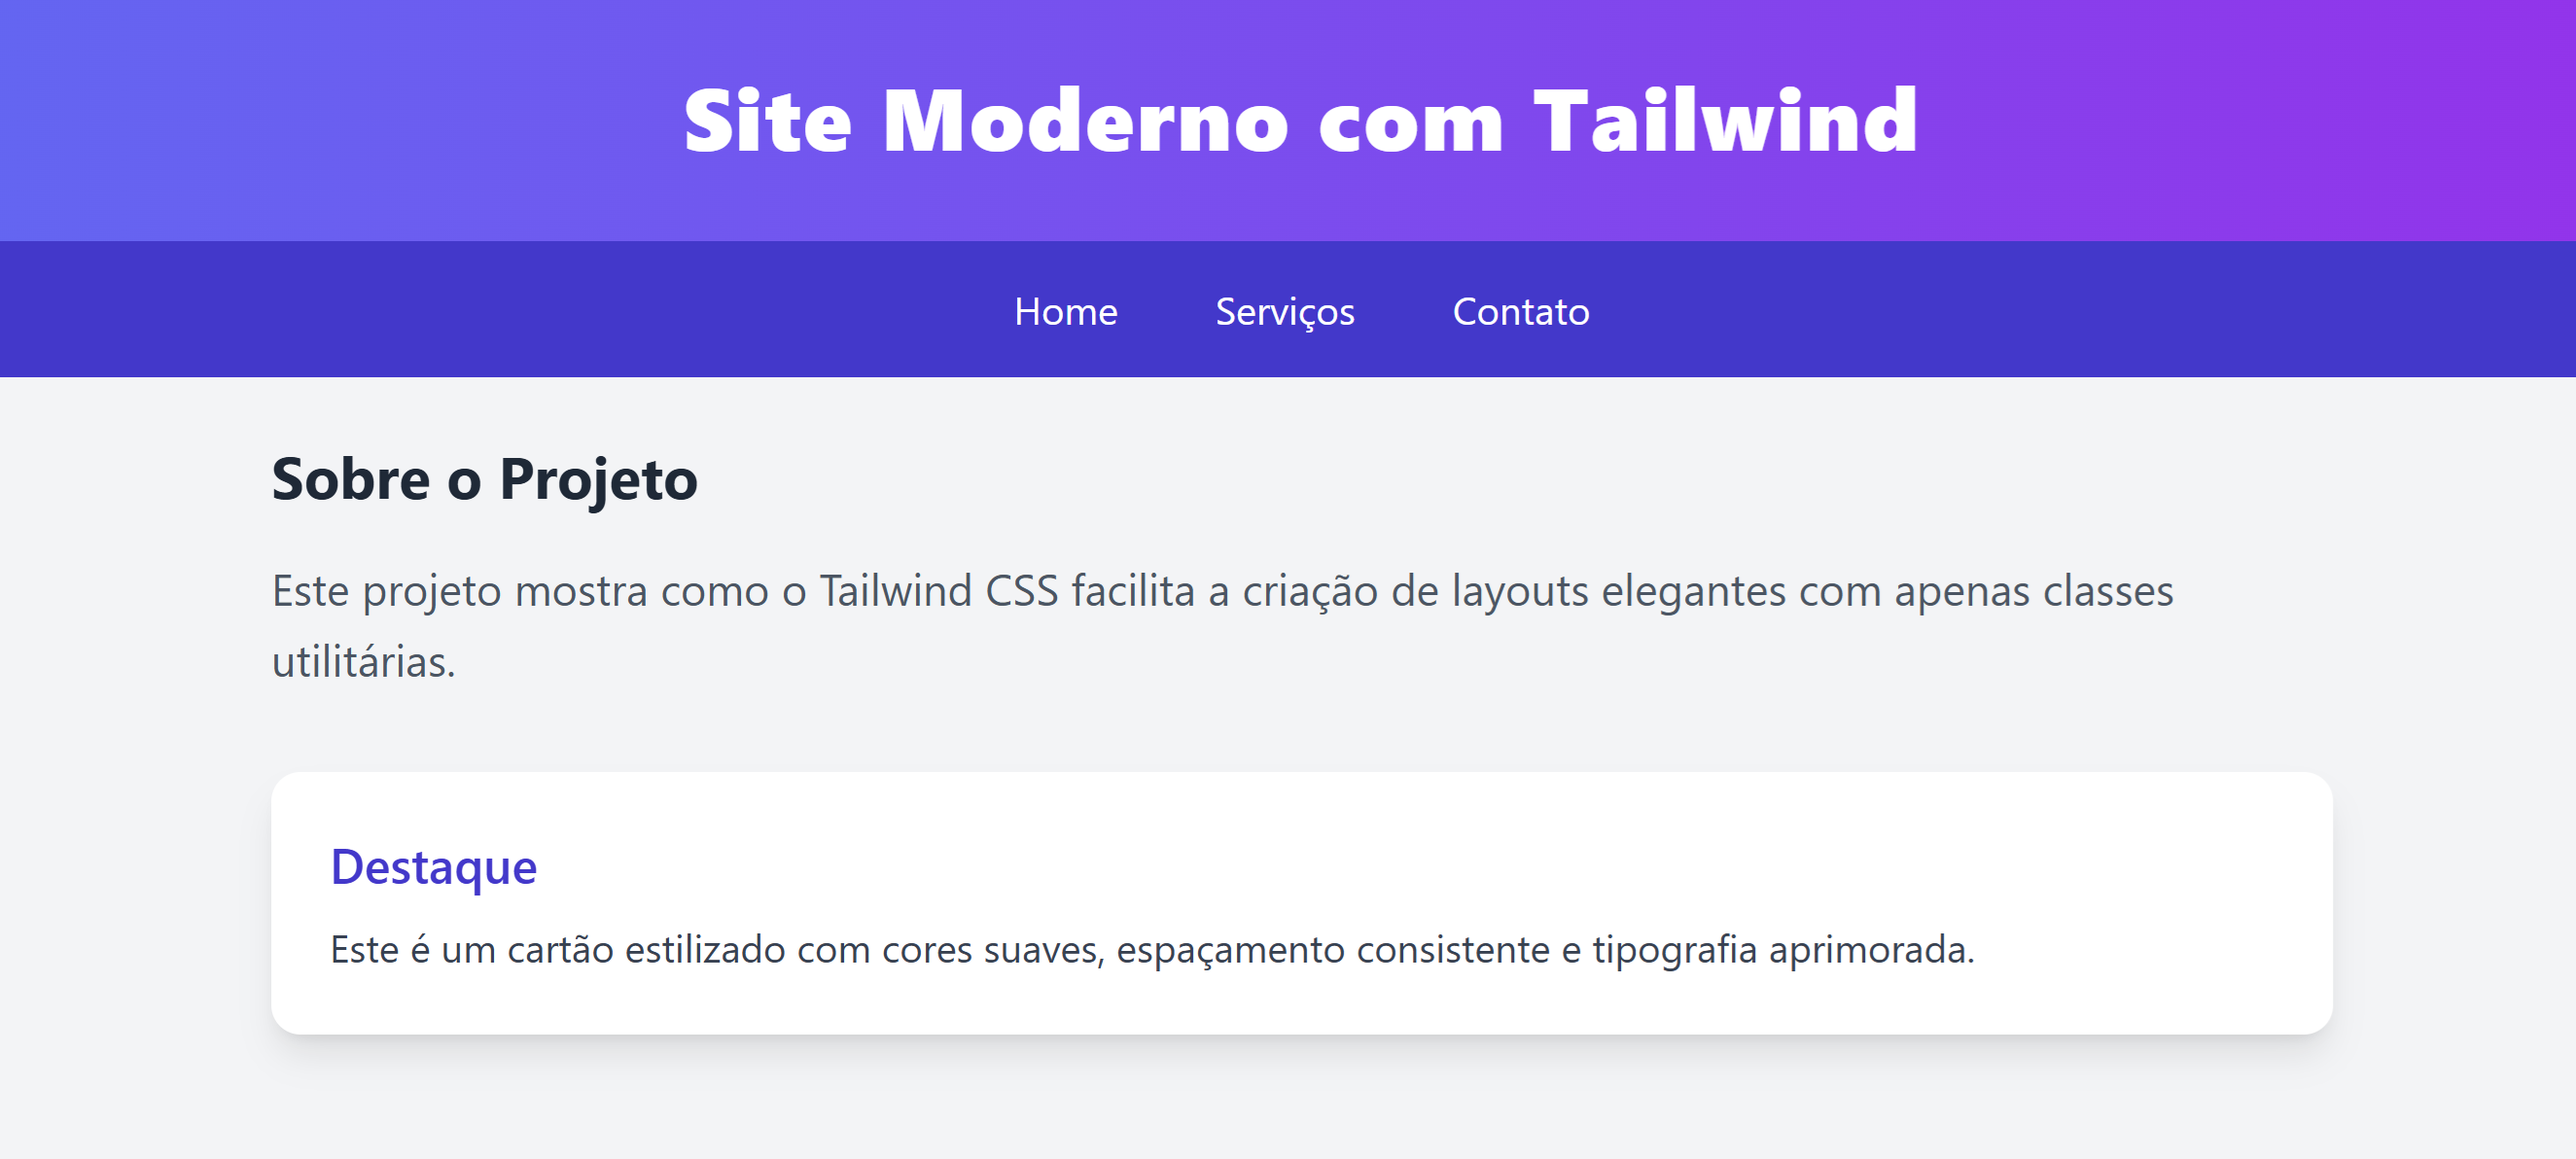 Site Moderno com Tailwind
Home Serviços Contato
Sobre o Projeto
Este projeto mostra como o Tailwind CSS facilita a criação de layouts elegantes com apenas classes
utilitárias.
Destaque
Este é um cartão estilizado com cores suaves, espaçamento consistente e tipografia aprimorada.